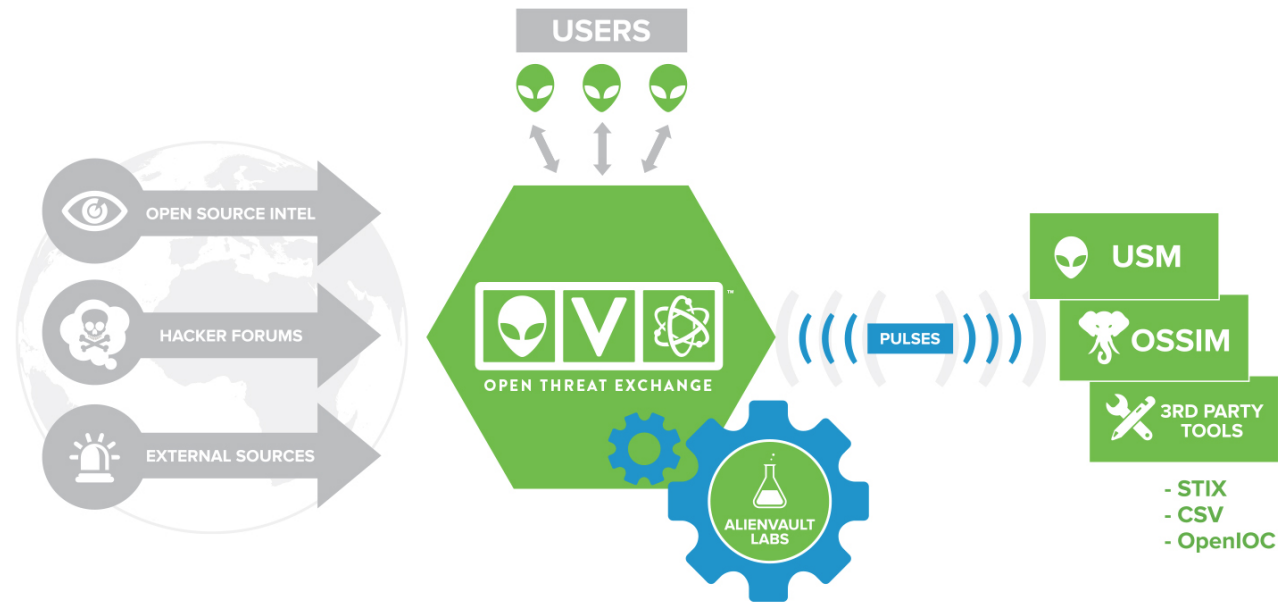 USERS
OPEN SOURCE INTEL
HACKER FORUMS
EXTERNAL SOURCES
V
™
OPEN THREAT EXCHANGE
ALIENVAULT
LABS
PULSES
USM
OSSIM
3RD PARTY
TOOLS
- STIX
- CSV
- OpenIOC